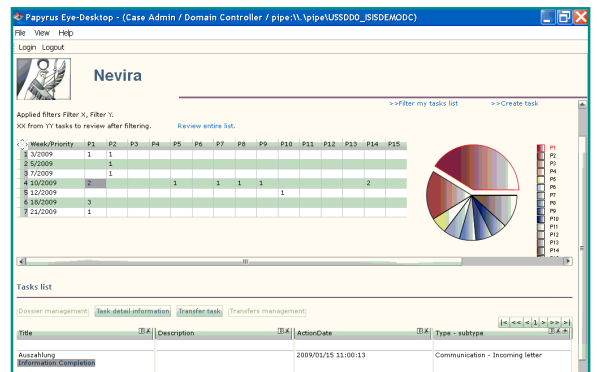 Papyrus Eye-Desktop - (Case Admin / Domain Controller / pipe:\\.\pipe\USSDD0_ISISDEMODC)
File View Help
Login Logout
Nevira
>>Filter my tasks list >>Create task
Applied filters Filter X, Filter Y.
XX from YY tasks to review after filtering. Review entire list.
Week/Priority P1 P2 P3 P4 P5 P6 P7 P8 P9 P10 P11 P12 P13 P14 P15
1 3/2009 1 1
2 5/2009 1
3 7/2009 1
4 10/2009 2 1 1 1 1 2
5 12/2009 1
6 18/2009 3
7 21/2009 1
P1
P2
P3
P4
P5
P6
P7
P8
P9
P10
P11
P12
P13
P14
Tasks list
Dossier management Task detail information Transfer task Transfers management
|< << < 1 > >> >|
Title Description ActionDate Type - subtype
Auszahlung 2009/01/15 11:00:13 Communication - Incoming letter
Information Completion